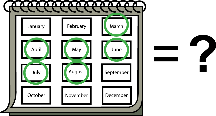 January February March
April May June
July August September
October November December
= ?